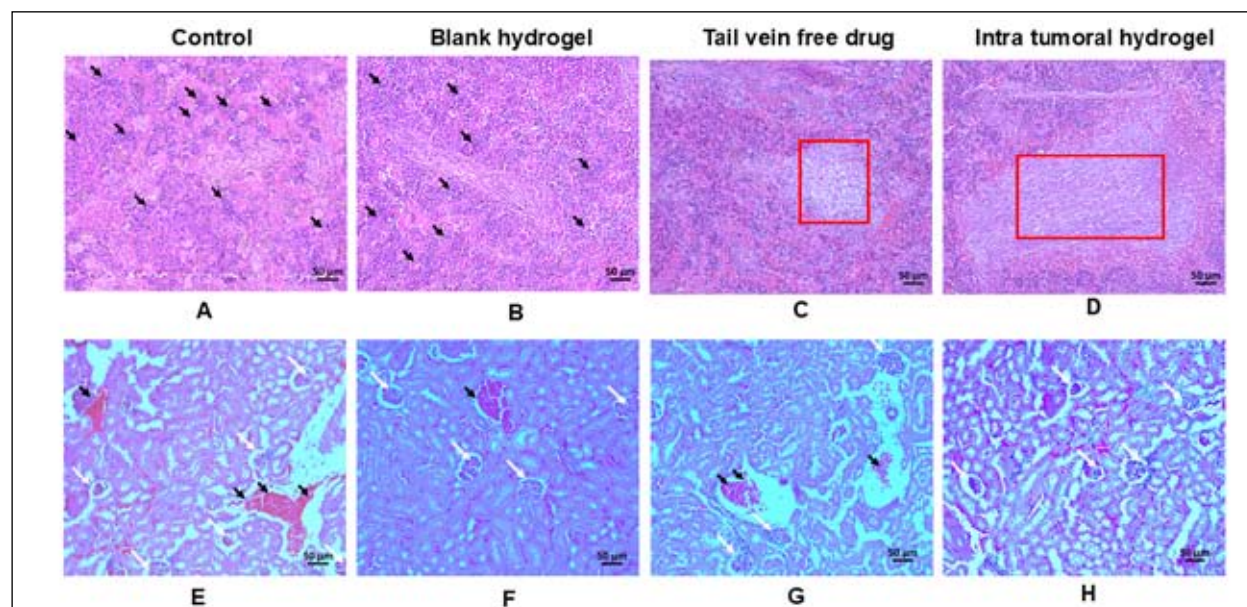 Control Blank hydrogel Tail vein free drug Intra tumoral hydrogel
50 µm 50 µm 50 µm 50 µm
A B C D
50 µm 50 µm 50 µm 50 µm
E F G H